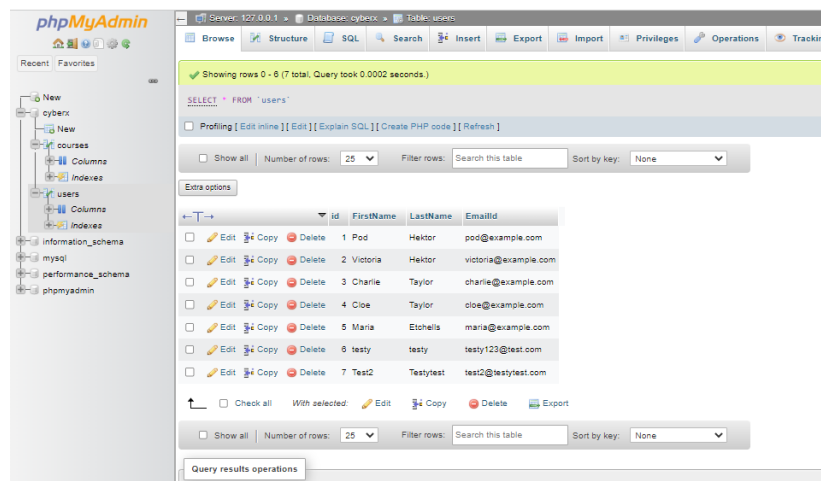 phpMyAdmin
Recent Favorites
New
cyberx
New
courses
Columns
Indexes
users
Columns
Indexes
information_schema
mysql
performance_schema
phpmyadmin
Server: 127.0.0.1 » Database: cyberx » Table: users
Browse Structure SQL Search Insert Export Import Privileges Operations Trackin
Showing rows 0 - 6 (7 total, Query took 0.0002 seconds.)
SELECT * FROM `users`
Profiling [ Edit inline ] [ Edit ] [ Explain SQL ] [ Create PHP code ] [ Refresh ]
Show all | Number of rows: 25 Filter rows: Search this table Sort by key: None
Extra options
←T→ ▼ id FirstName LastName EmailId
Edit Copy Delete 1 Pod Hektor pod@example.com
Edit Copy Delete 2 Victoria Hektor victoria@example.com
Edit Copy Delete 3 Charlie Taylor charlie@example.com
Edit Copy Delete 4 Cloe Taylor cloe@example.com
Edit Copy Delete 5 Maria Etchells maria@example.com
Edit Copy Delete 6 testy testy testy123@test.com
Edit Copy Delete 7 Test2 Testytest test2@testytest.com
Check all With selected: Edit Copy Delete Export
Show all | Number of rows: 25 Filter rows: Search this table Sort by key: None
Query results operations